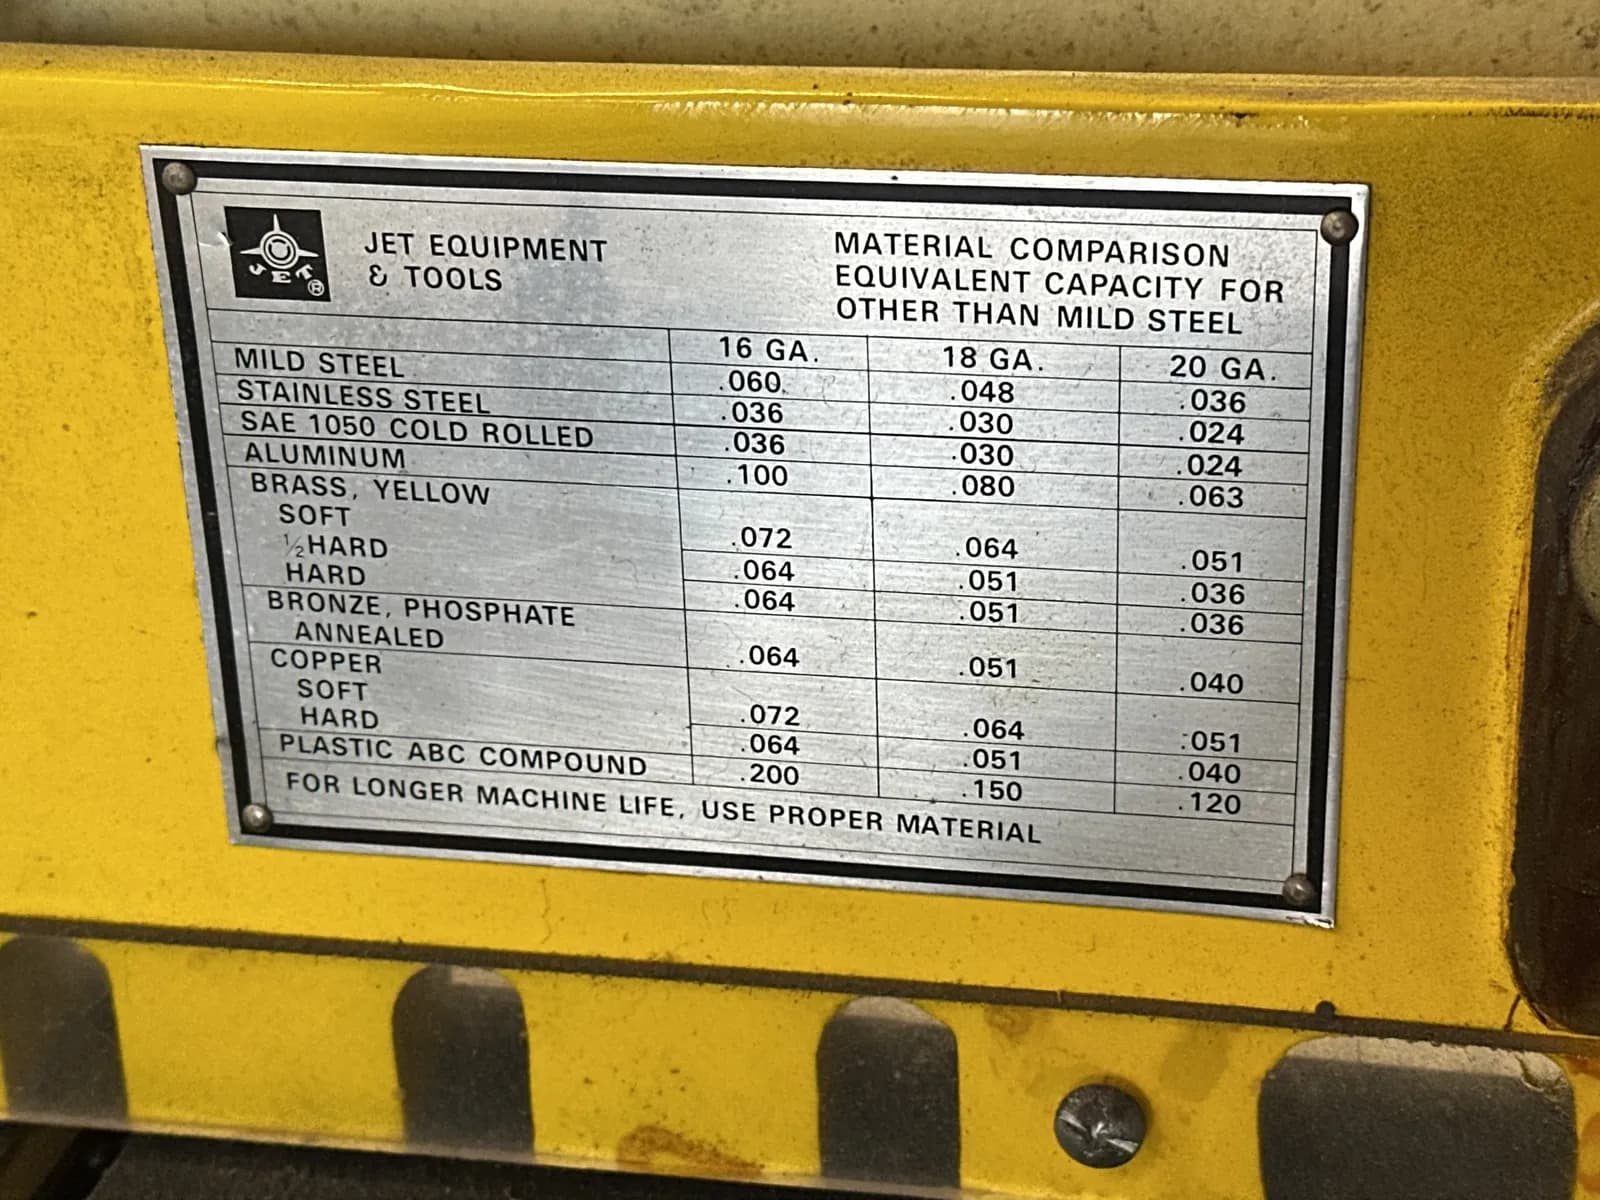 JET ®
JET EQUIPMENT
& TOOLS
MATERIAL COMPARISON
EQUIVALENT CAPACITY FOR
OTHER THAN MILD STEEL
16 GA. 18 GA. 20 GA.
MILD STEEL .060 .048 .036
STAINLESS STEEL .036 .030 .024
SAE 1050 COLD ROLLED .036 .030 .024
ALUMINUM .100 .080 .063
BRASS, YELLOW
SOFT .072 .064 .051
½HARD .064 .051 .036
HARD .064 .051 .036
BRONZE, PHOSPHATE
ANNEALED .064 .051 .040
COPPER
SOFT .072 .064 .051
HARD .064 .051 .040
PLASTIC ABC COMPOUND .200 .150 .120
FOR LONGER MACHINE LIFE, USE PROPER MATERIAL